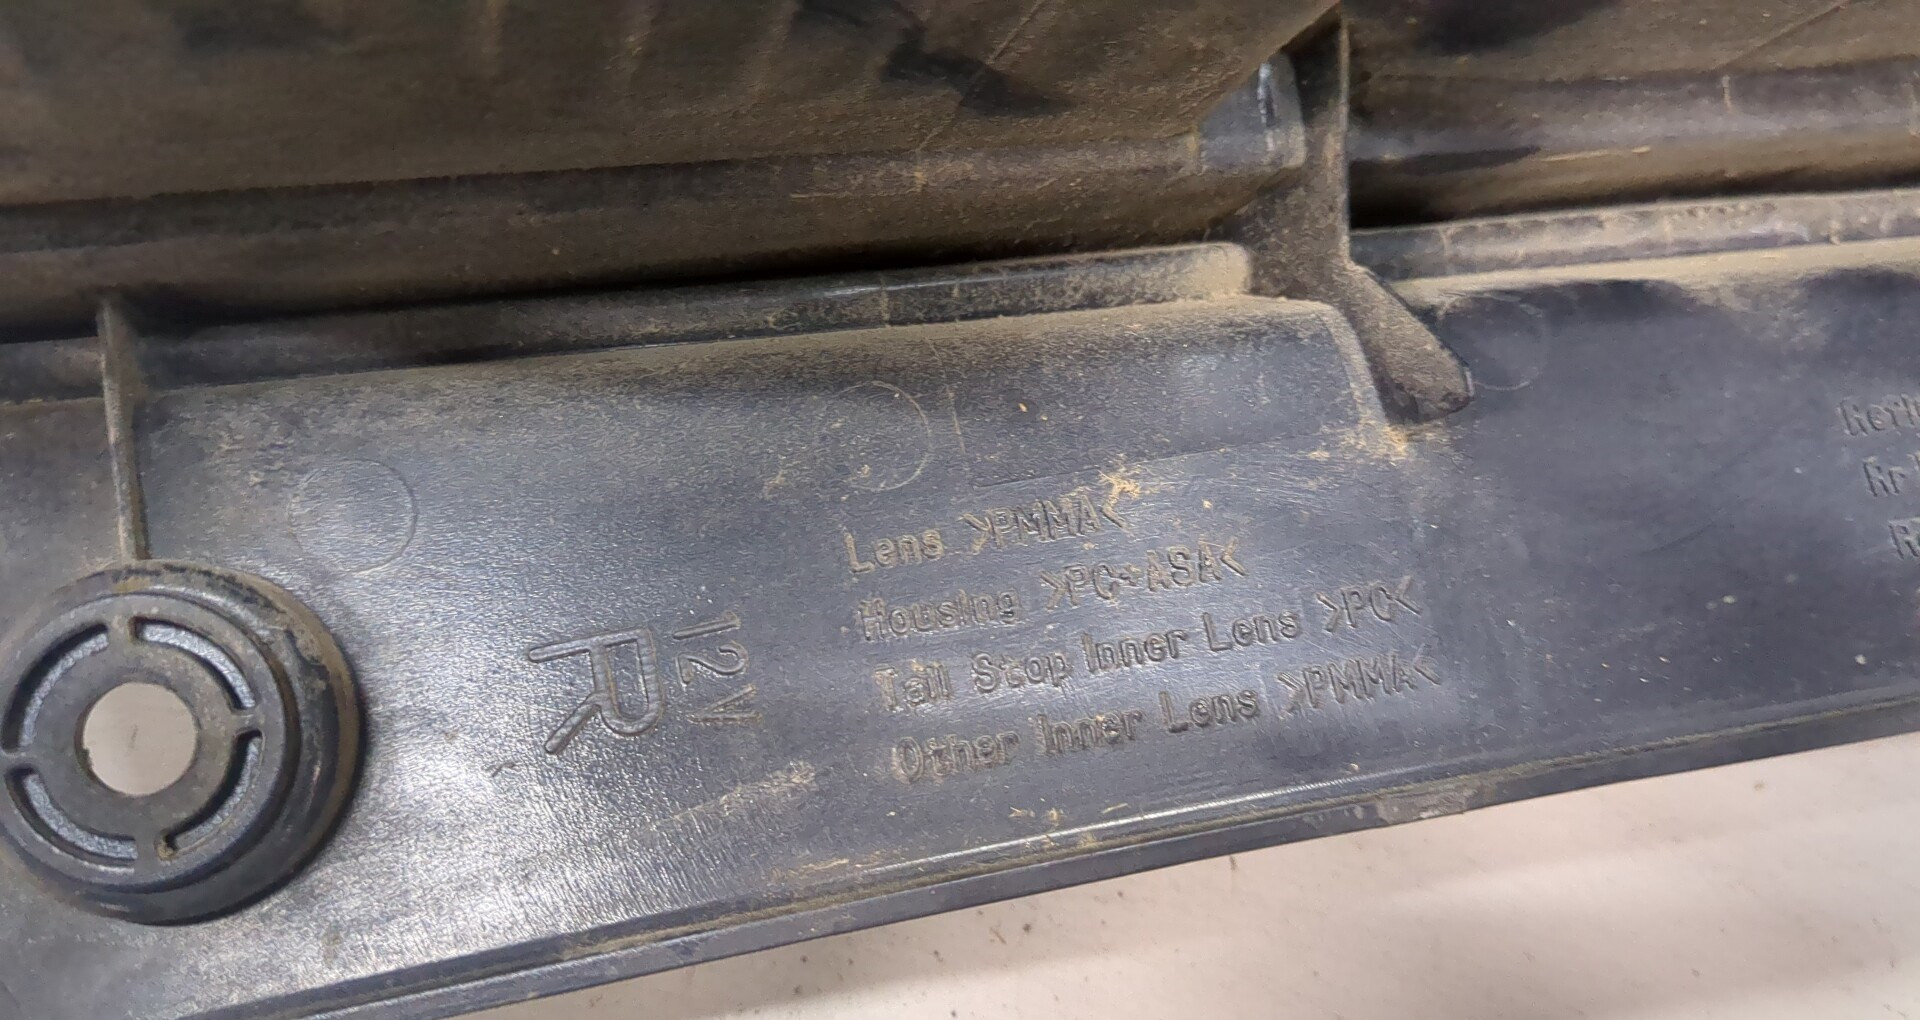 Lens >PMMA<
Housing >PC+ASA<
Tail Stop Inner Lens >PC<
Other Inner Lens >PMMA<
12V
R